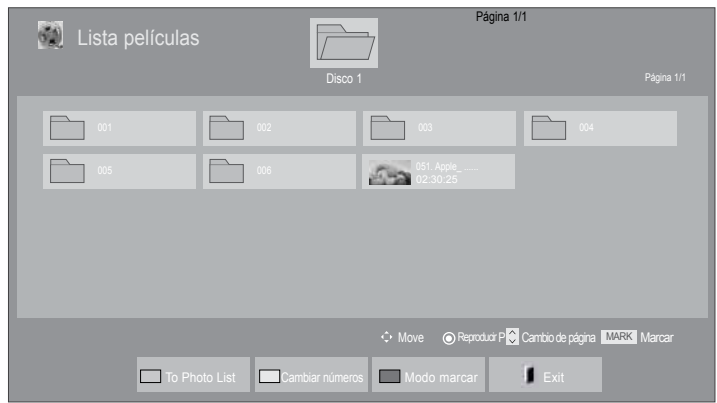 Página 1/1
Lista películas
Disco 1
Página 1/1
001 002 003 004
005 006 051. Apple_ ......
02:30:25
Move Reproducir P Cambio de página MARK Marcar
To Photo List Cambiar números Modo marcar Exit